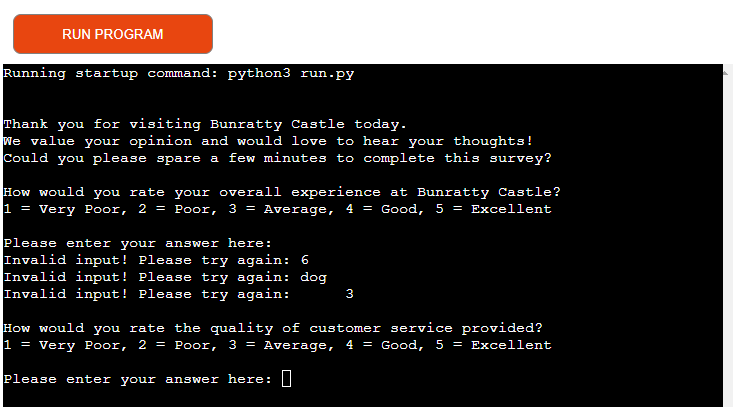 RUN PROGRAM
Running startup command: python3 run.py
Thank you for visiting Bunratty Castle today.
We value your opinion and would love to hear your thoughts!
Could you please spare a few minutes to complete this survey?
How would you rate your overall experience at Bunratty Castle?
1 = Very Poor, 2 = Poor, 3 = Average, 4 = Good, 5 = Excellent
Please enter your answer here:
Invalid input! Please try again: 6
Invalid input! Please try again: dog
Invalid input! Please try again:      3
How would you rate the quality of customer service provided?
1 = Very Poor, 2 = Poor, 3 = Average, 4 = Good, 5 = Excellent
Please enter your answer here: